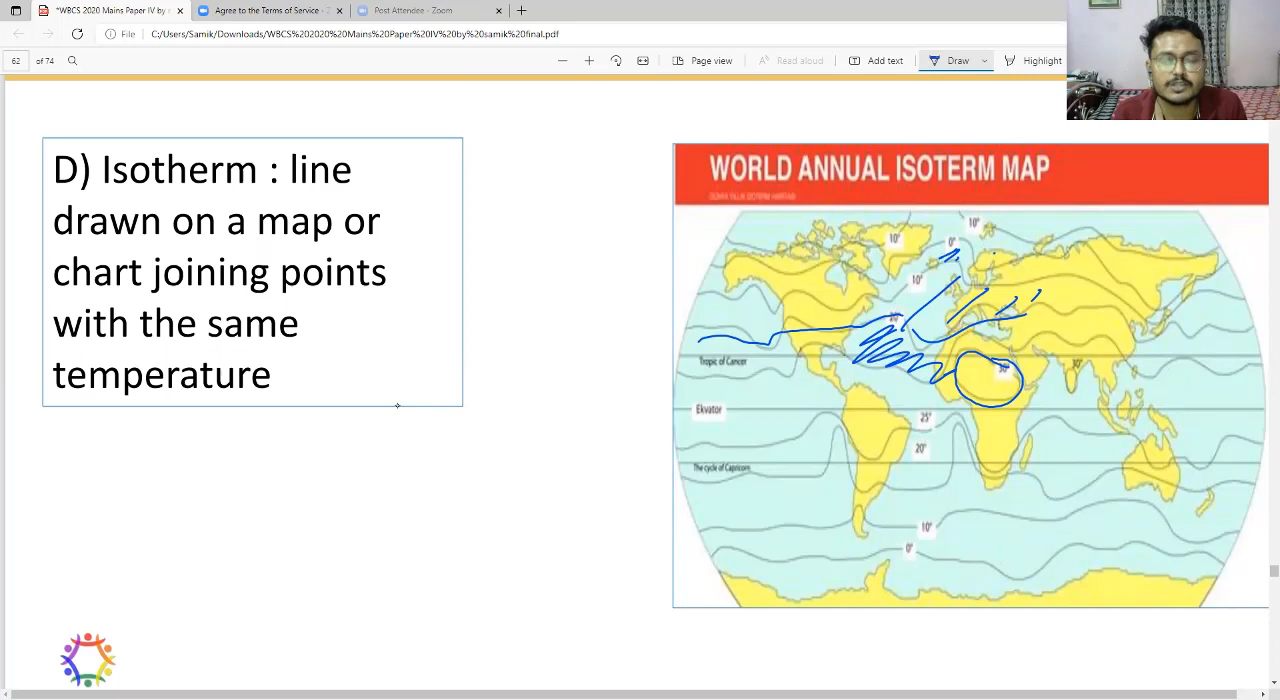 *WBCS 2020 Mains Paper IV by
Agree to the Terms of Service -
Post Attendee - Zoom
File
C:/Users/Samik/Downloads/WBCS%202020%20Mains%20Paper%20IV%20by%20samik%20final.pdf
62 of 74
Page view
Read aloud
Add text
Draw
Highlight
D) Isotherm : line
drawn on a map or
chart joining points
with the same
temperature
WORLD ANNUAL ISOTERM MAP
10°
10°
0°
10°
Tropic of Cancer
30°
Ekvator
25°
20°
The cycle of Capricorn
10°
0°